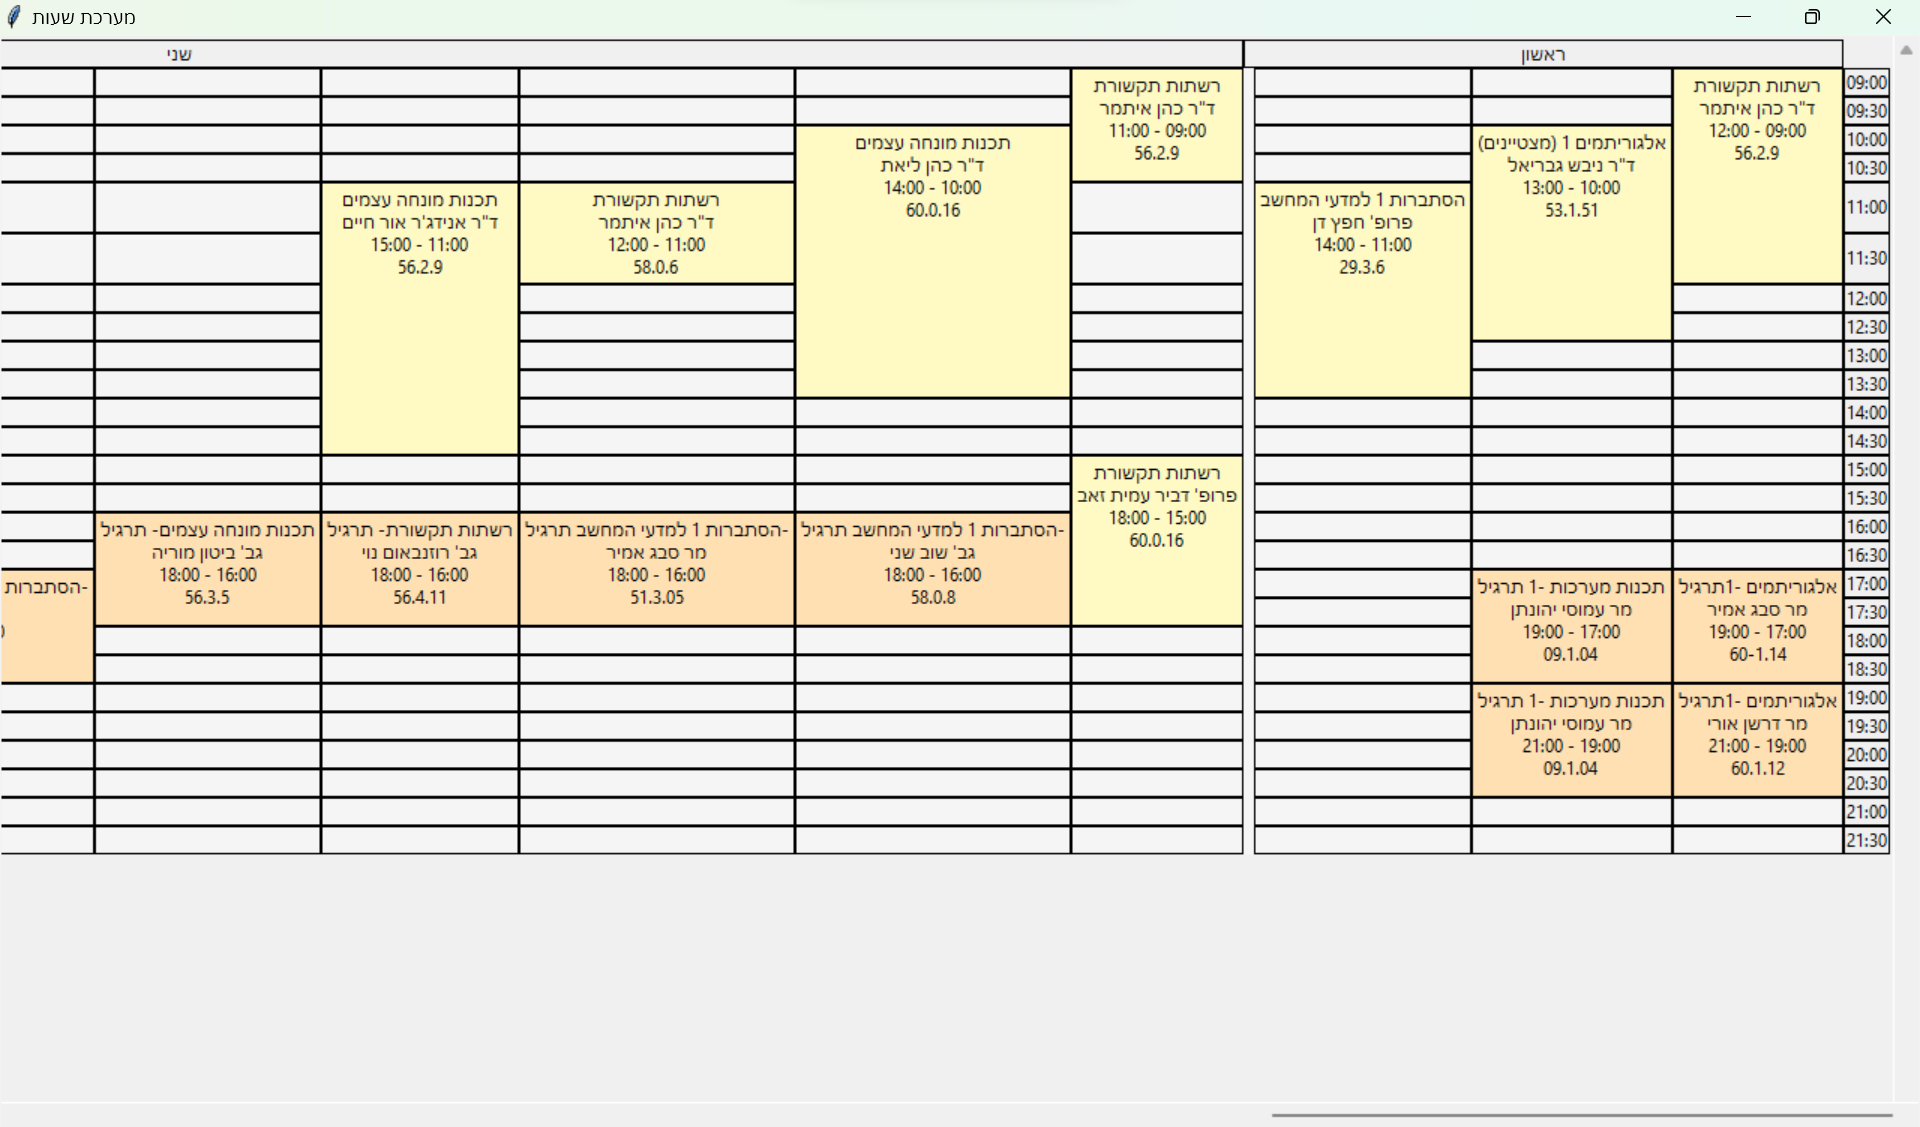 מערכת שעות
ראשון
שני
09:00
09:30
10:00
10:30
11:00
11:30
12:00
12:30
13:00
13:30
14:00
14:30
15:00
15:30
16:00
16:30
17:00
17:30
18:00
18:30
19:00
19:30
20:00
20:30
21:00
21:30
רשתות תקשורת
ד"ר כהן איתמר
12:00 - 09:00
56.2.9
אלגוריתמים -1תרגיל
מר סבג אמיר
19:00 - 17:00
60-1.14
אלגוריתמים -1תרגיל
מר דרשן אורי
21:00 - 19:00
60.1.12
אלגוריתמים 1 (מצטיינים)
ד"ר ניבש גבריאל
13:00 - 10:00
53.1.51
תכנות מערכות -1 תרגיל
מר עמוסי יהונתן
19:00 - 17:00
09.1.04
תכנות מערכות -1 תרגיל
מר עמוסי יהונתן
21:00 - 19:00
09.1.04
הסתברות 1 למדעי המחשב
פרופ' חפץ דן
14:00 - 11:00
29.3.6
רשתות תקשורת
ד"ר כהן איתמר
11:00 - 09:00
56.2.9
רשתות תקשורת
פרופ' דביר עמית זאב
18:00 - 15:00
60.0.16
תכנות מונחה עצמים
ד"ר כהן ליאת
14:00 - 10:00
60.0.16
-הסתברות 1 למדעי המחשב תרגיל
גב' שוב שני
18:00 - 16:00
58.0.8
רשתות תקשורת
ד"ר כהן איתמר
12:00 - 11:00
58.0.6
-הסתברות 1 למדעי המחשב תרגיל
מר סבג אמיר
18:00 - 16:00
51.3.05
תכנות מונחה עצמים
ד"ר אנידג'ר אור חיים
15:00 - 11:00
56.2.9
רשתות תקשורת- תרגיל
גב' רוזנבאום נוי
18:00 - 16:00
56.4.11
תכנות מונחה עצמים- תרגיל
גב' ביטון מוריה
18:00 - 16:00
56.3.5
-הסתברות